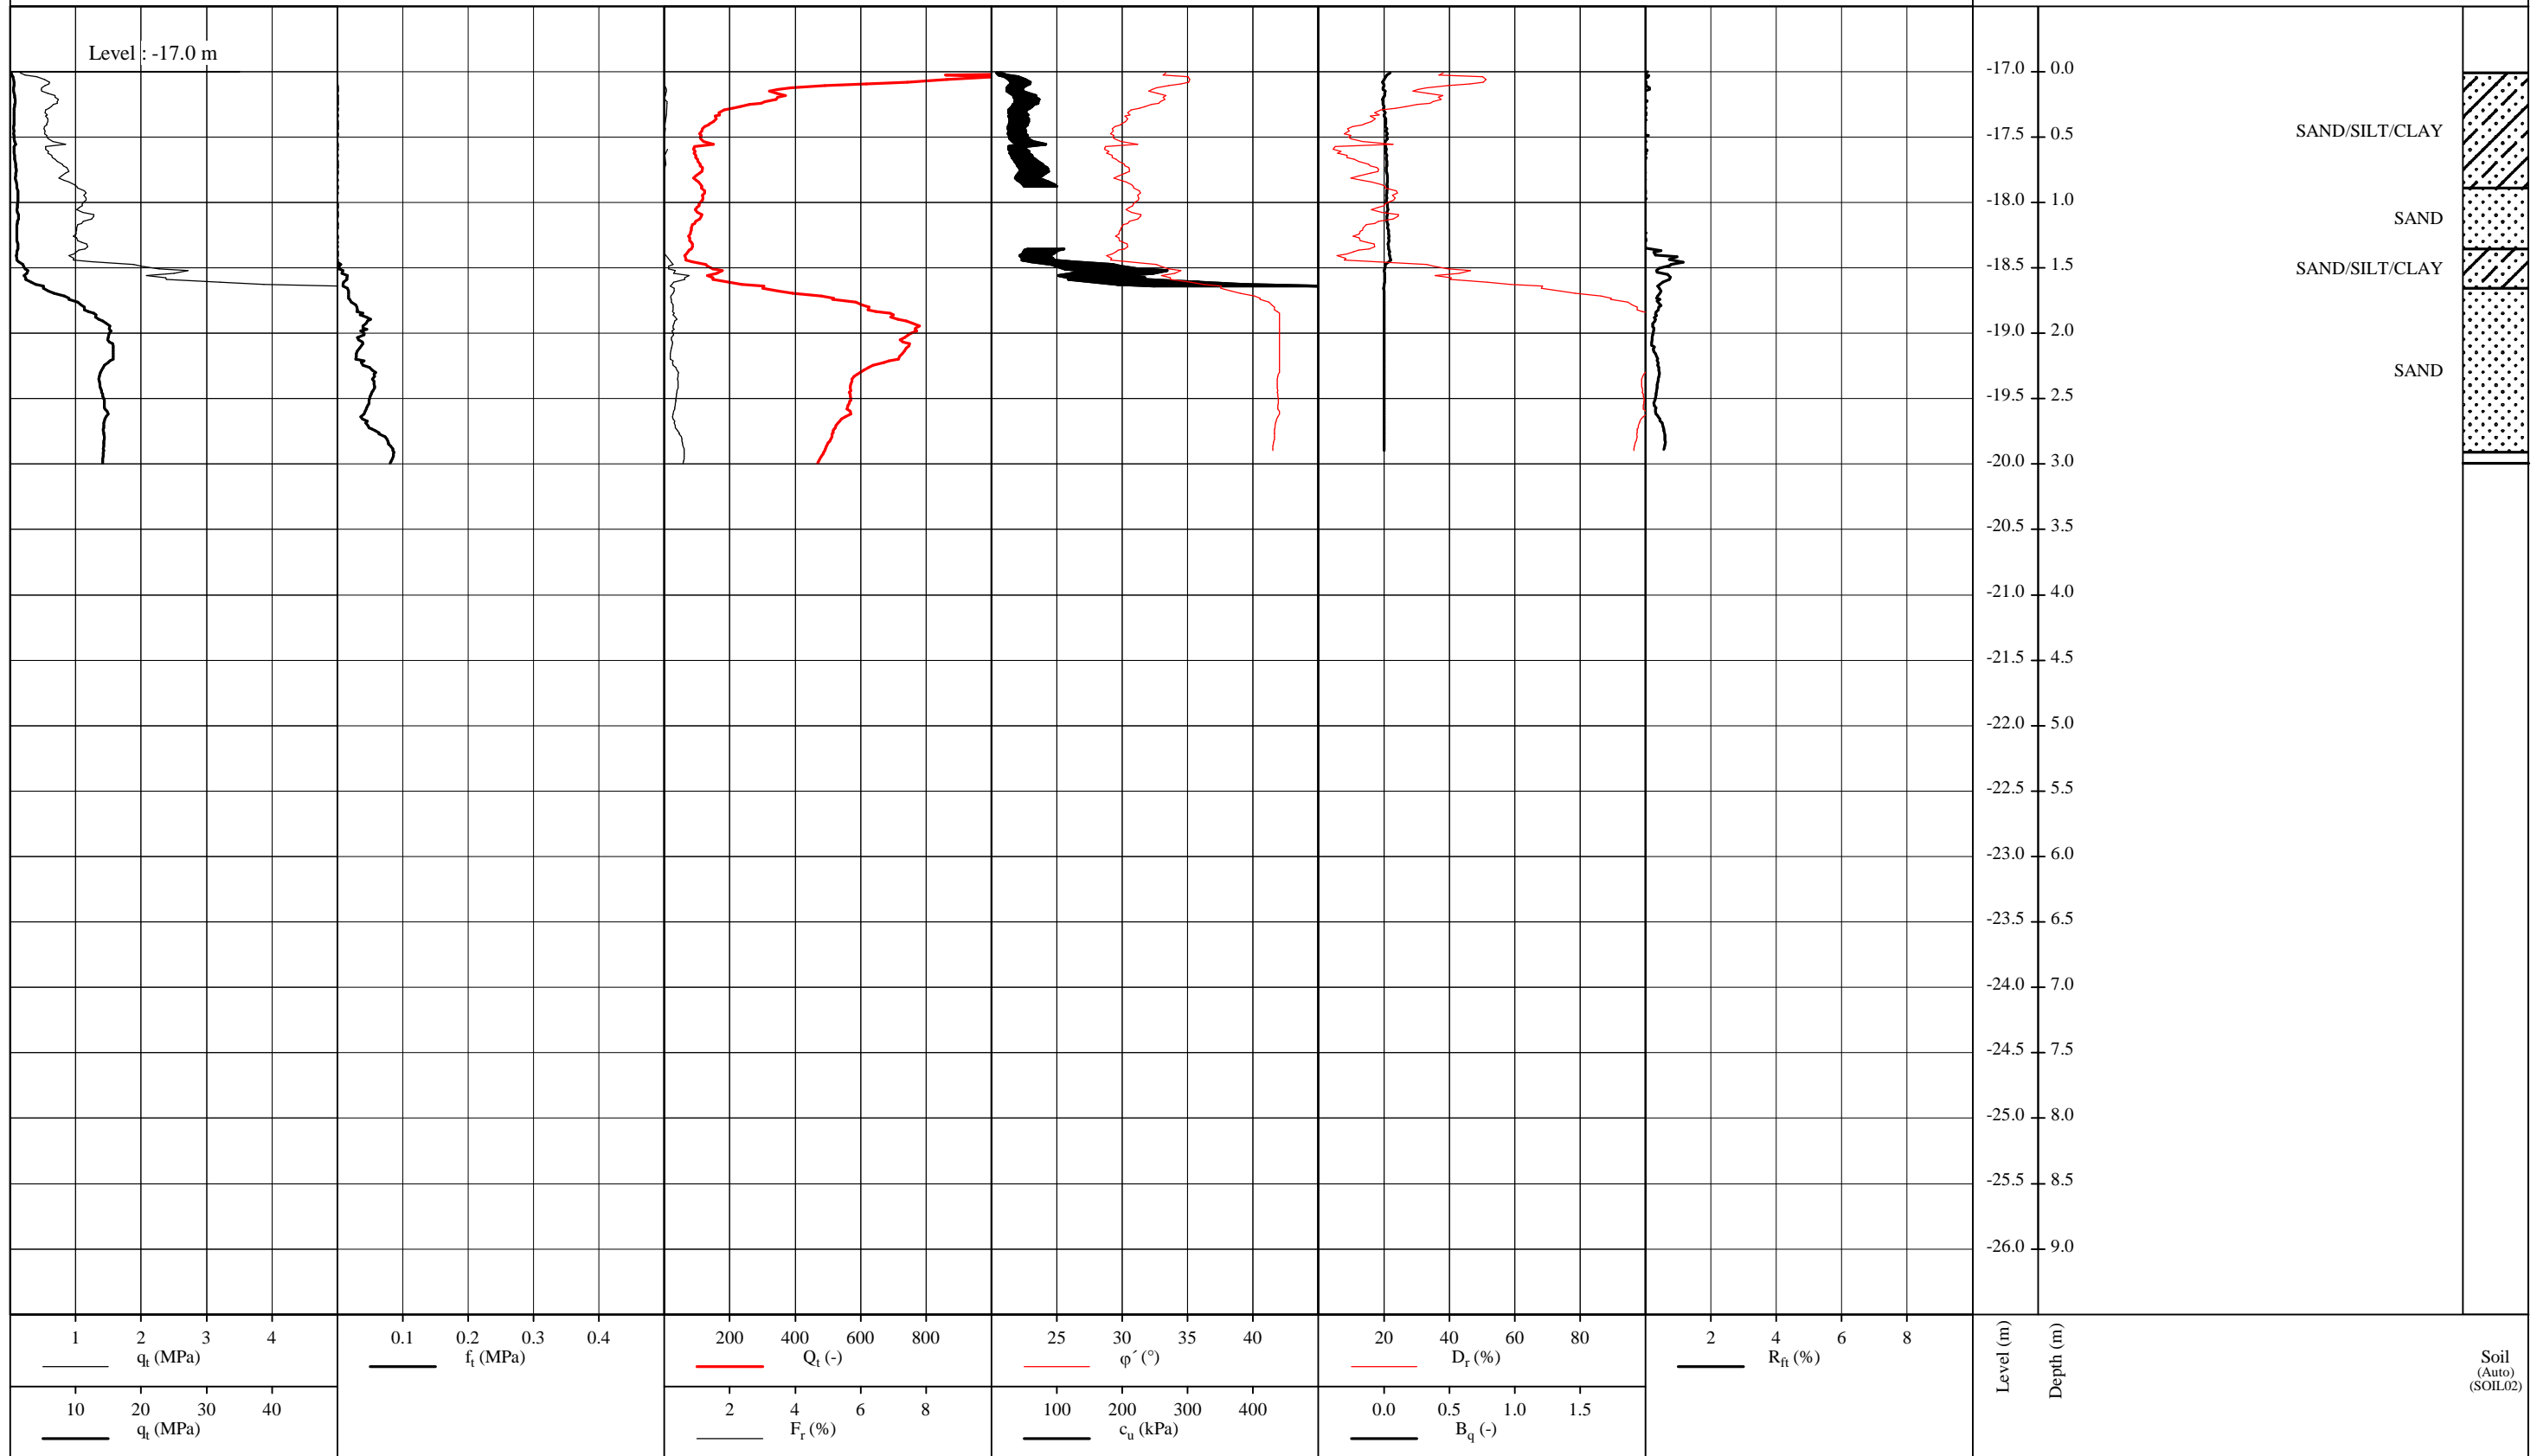 Level : -17.0 m
-17.0 0.0
-17.5 0.5
SAND/SILT/CLAY
-18.0 1.0
SAND
-18.5 1.5
SAND/SILT/CLAY
-19.0 2.0
SAND
-19.5 2.5
-20.0 3.0
-20.5 3.5
-21.0 4.0
-21.5 4.5
-22.0 5.0
-22.5 5.5
-23.0 6.0
-23.5 6.5
-24.0 7.0
-24.5 7.5
-25.0 8.0
-25.5 8.5
-26.0 9.0
1 2 3 4
qt (MPa)
10 20 30 40
qt (MPa)
0.1 0.2 0.3 0.4
ft (MPa)
200 400 600 800
Qt (-)
2 4 6 8
Fr (%)
25 30 35 40
φ´ (°)
100 200 300 400
cu (kPa)
20 40 60 80
Dr (%)
0.0 0.5 1.0 1.5
Bq (-)
2 4 6 8
Rft (%)
Level (m)
Depth (m)
Soil
(Auto)
(SOIL02)